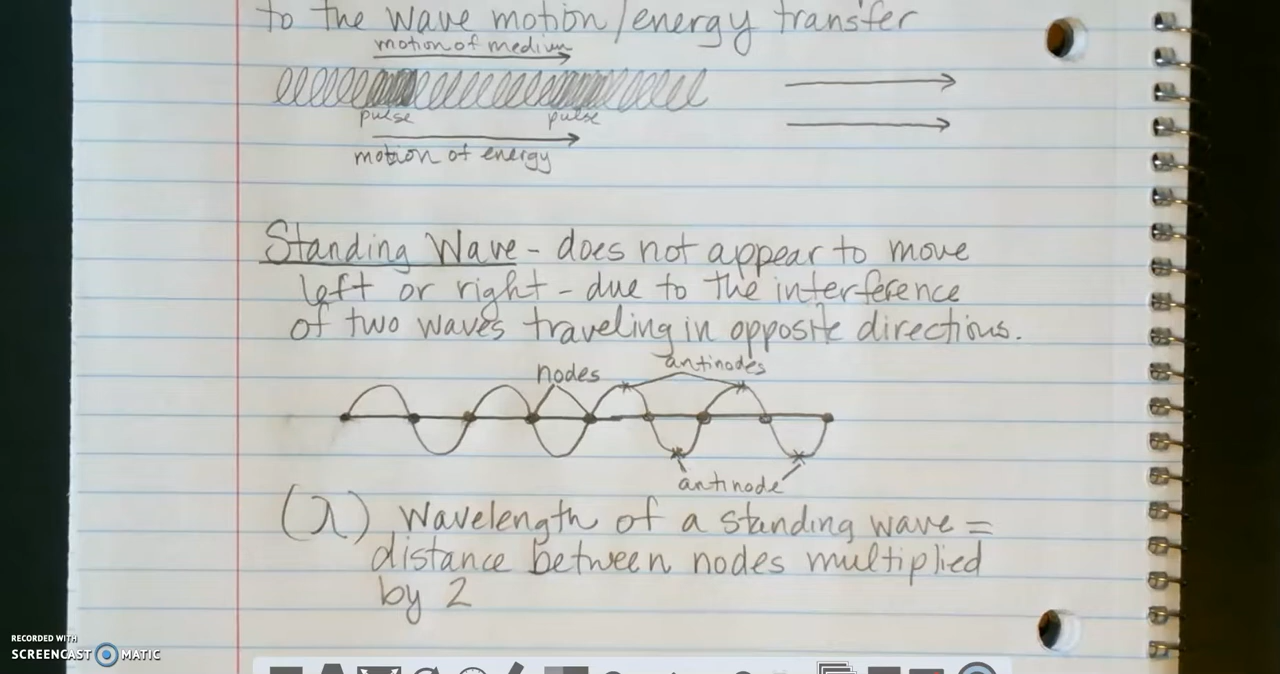 to the wave motion/energy transfer
motion of medium
pulse pulse
motion of energy
Standing Wave - does not appear to move
left or right - due to the interference
of two waves traveling in opposite directions.
antinodes
nodes
antinode
(λ) Wavelength of a standing wave =
distance between nodes multiplied
by 2
RECORDED WITH
SCREENCAST MATIC